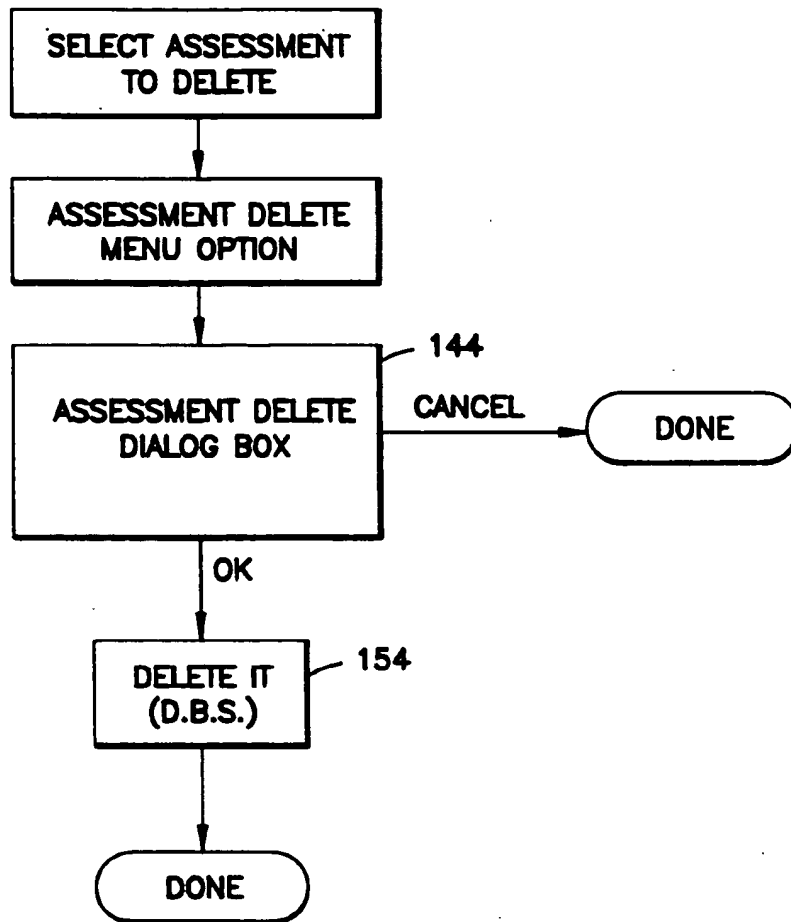 SELECT ASSESSMENT
TO DELETE
ASSESSMENT DELETE
MENU OPTION
144
ASSESSMENT DELETE
DIALOG BOX
CANCEL
DONE
OK
154
DELETE IT
(D.B.S.)
DONE